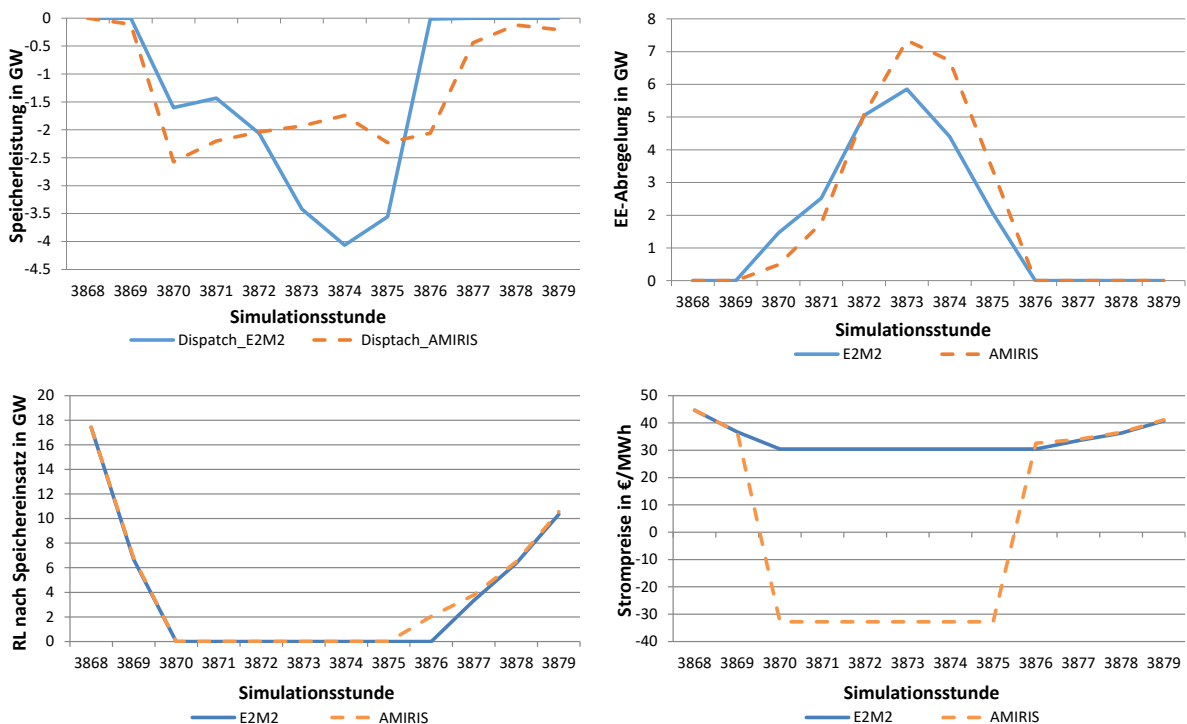 Speicherleistung in GW
0
-0.5
-1
-1.5
-2
-2.5
-3
-3.5
-4
-4.5
3868 3869 3870 3871 3872 3873 3874 3875 3876 3877 3878 3879
Simulationsstunde
Dispatch_E2M2 Disptach_AMIRIS
EE-Abregelung in GW
8
7
6
5
4
3
2
1
0
3868 3869 3870 3871 3872 3873 3874 3875 3876 3877 3878 3879
Simulationsstunde
E2M2 AMIRIS
RL nach Speichereinsatz in GW
20
18
16
14
12
10
8
6
4
2
0
3868 3869 3870 3871 3872 3873 3874 3875 3876 3877 3878 3879
Simulationsstunde
E2M2 AMIRIS
Strompreise in €/MWh
50
40
30
20
10
0
-10
-20
-30
-40
3868 3869 3870 3871 3872 3873 3874 3875 3876 3877 3878 3879
Simulationsstunde
E2M2 AMIRIS